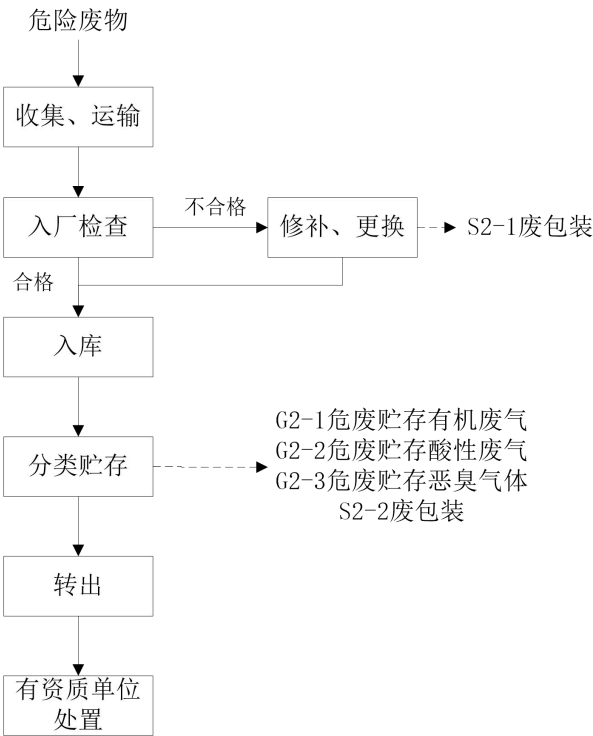 危险废物
收集、运输
入厂检查
不合格
修补、更换
S2-1废包装
合格
入库
分类贮存
G2-1危废贮存有机废气
G2-2危废贮存酸性废气
G2-3危废贮存恶臭气体
S2-2废包装
转出
有资质单位
处置